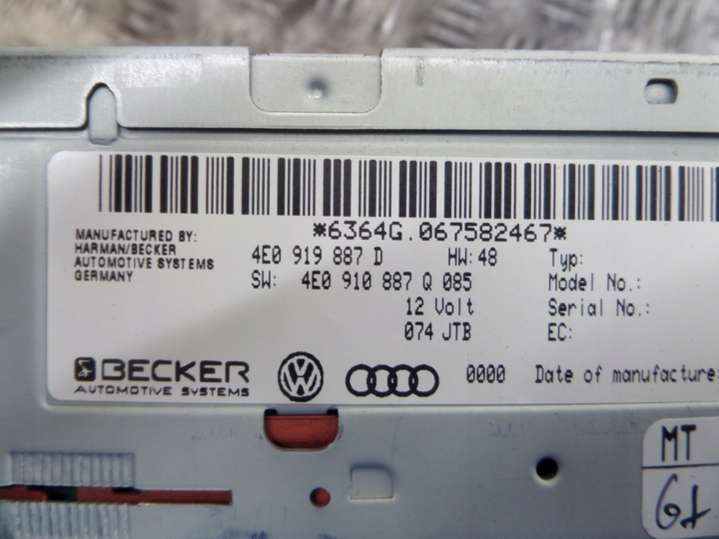 *6364G.067582467*
MANUFACTURED BY:
HARMAN/BECKER
AUTOMOTIVE SYSTEMS
GERMANY
4E0 919 887 D HW:48 Typ:
SW: 4E0 910 887 Q 085 Model No.:
12 Volt Serial No.:
074 JTB EC:
BECKER
AUTOMOTIVE SYSTEMS
VW
0000 Date of manufacture:
MT